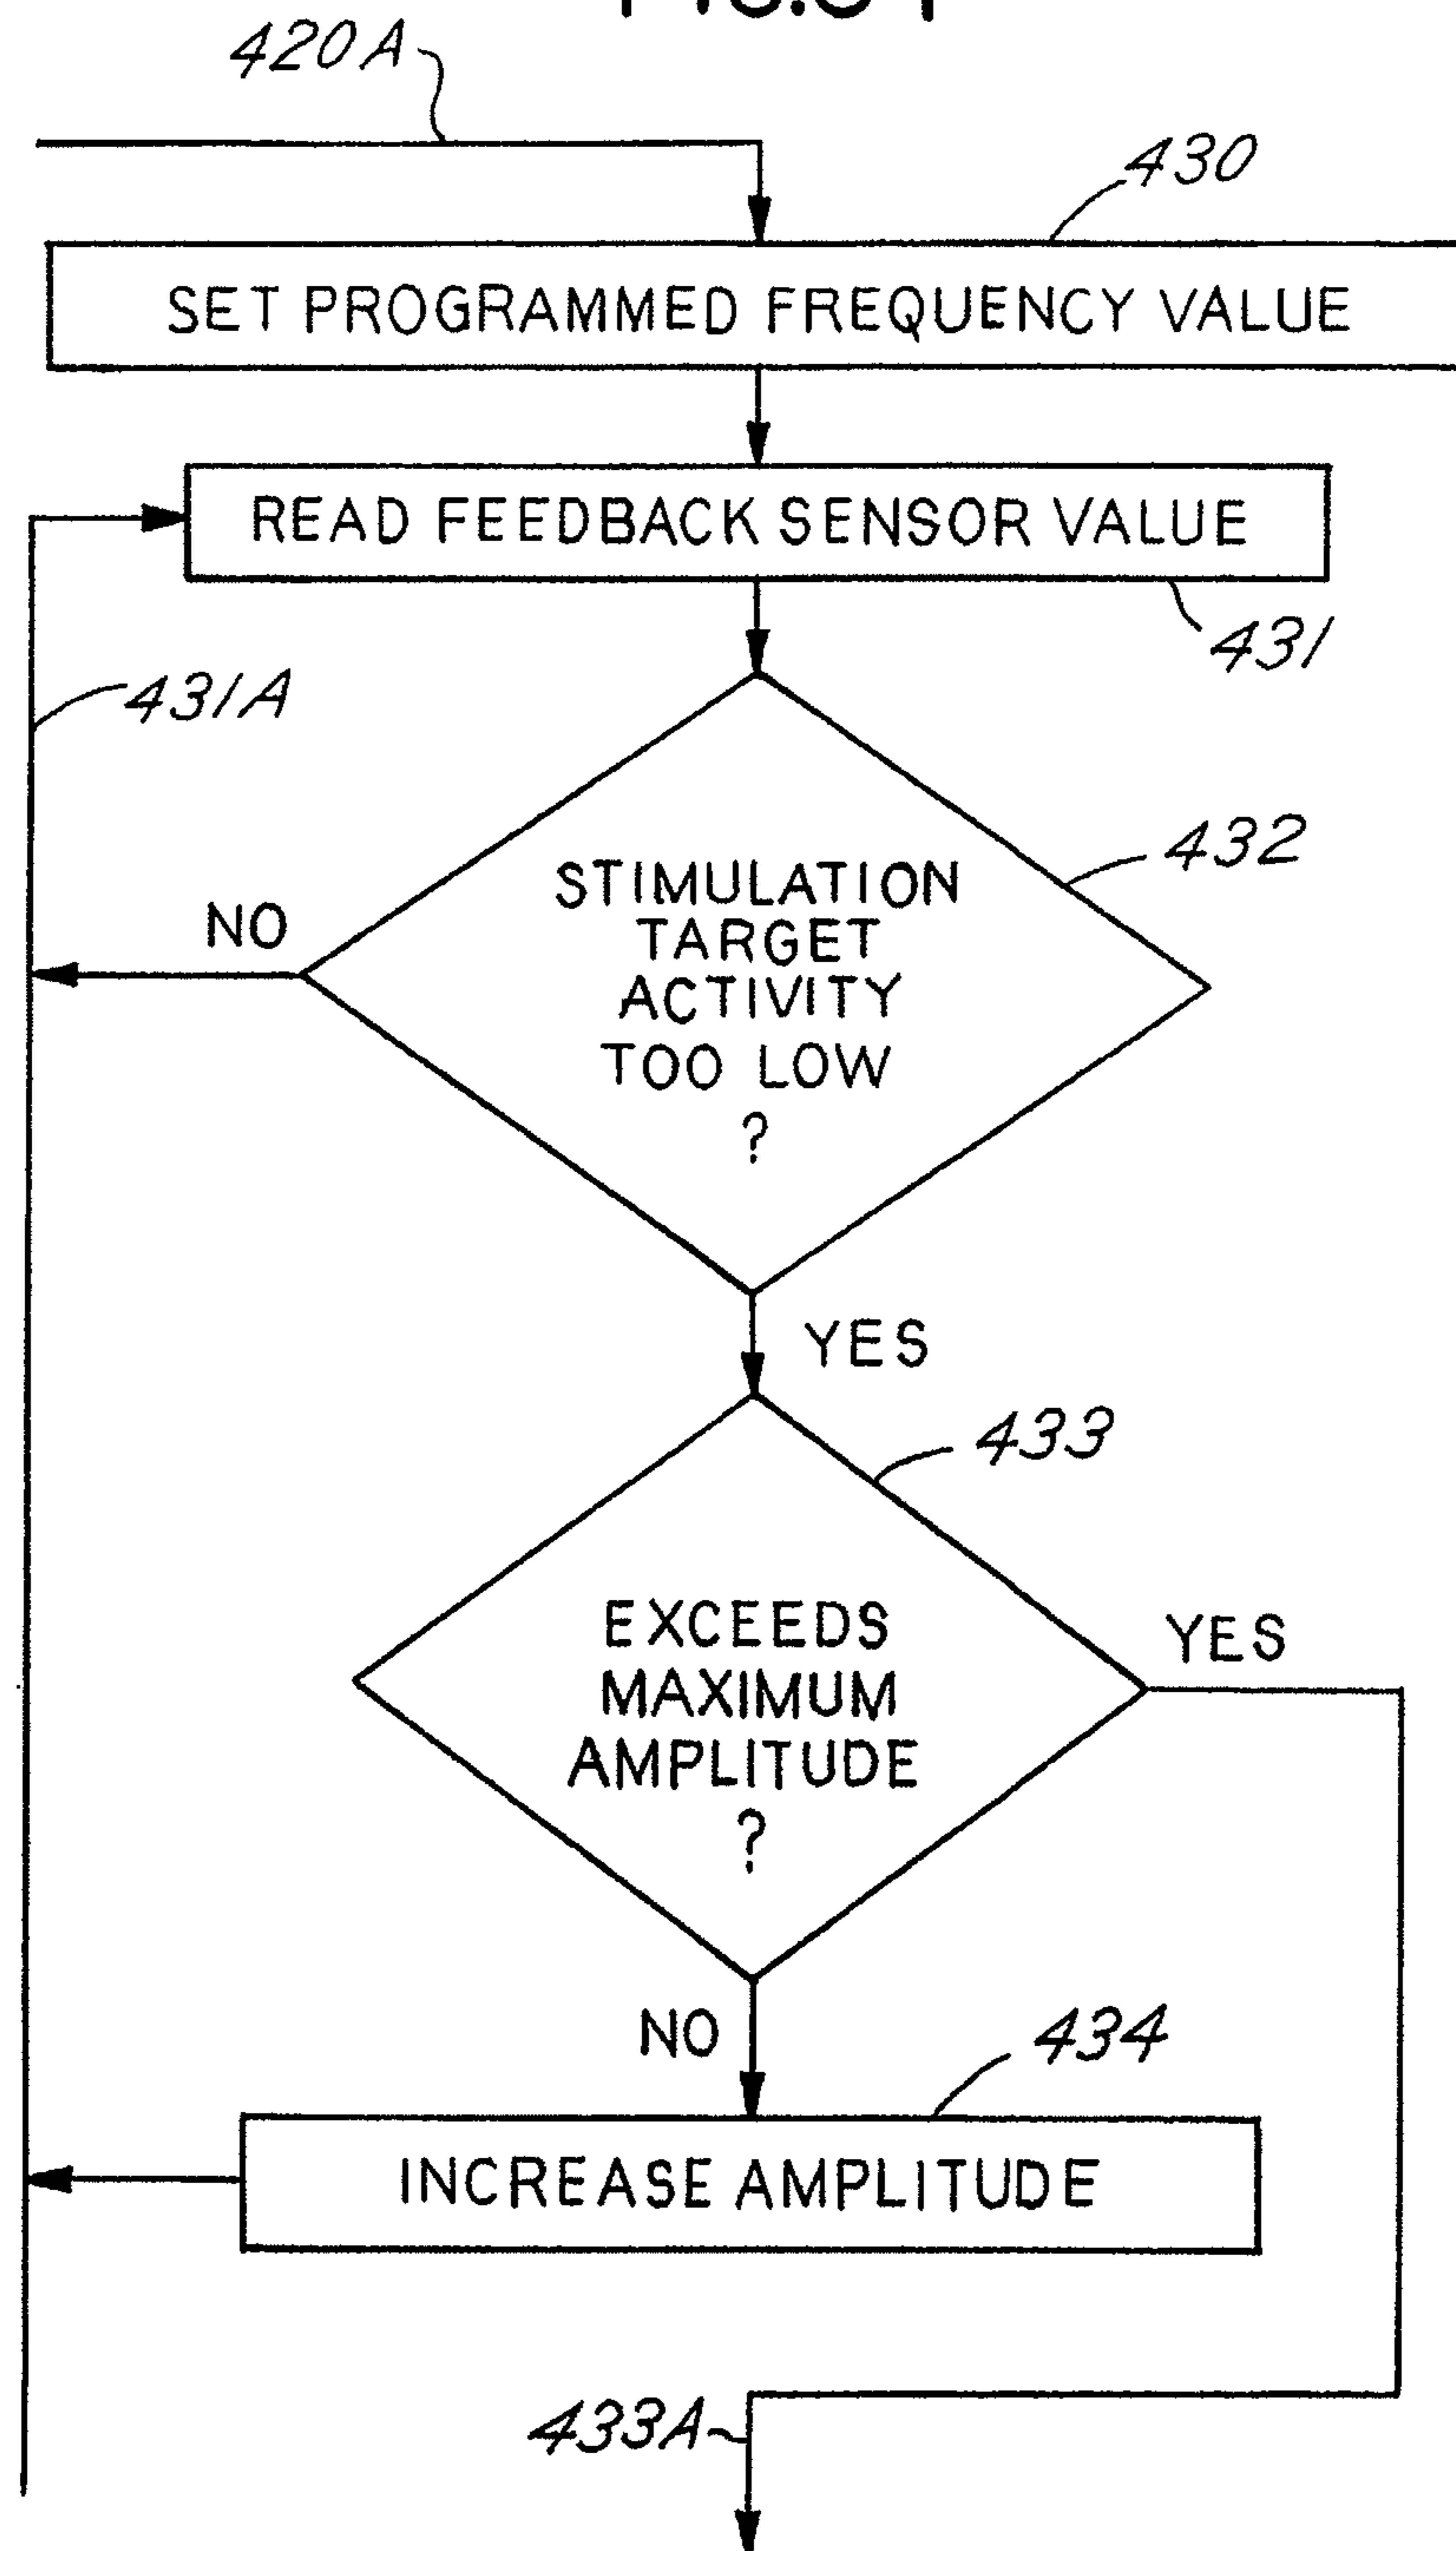 420A
430
SET PROGRAMMED FREQUENCY VALUE
READ FEEDBACK SENSOR VALUE
431
431A
432
STIMULATION
TARGET
ACTIVITY
TOO LOW
?
NO
YES
433
EXCEEDS
MAXIMUM
AMPLITUDE
?
YES
NO
434
INCREASE AMPLITUDE
433A